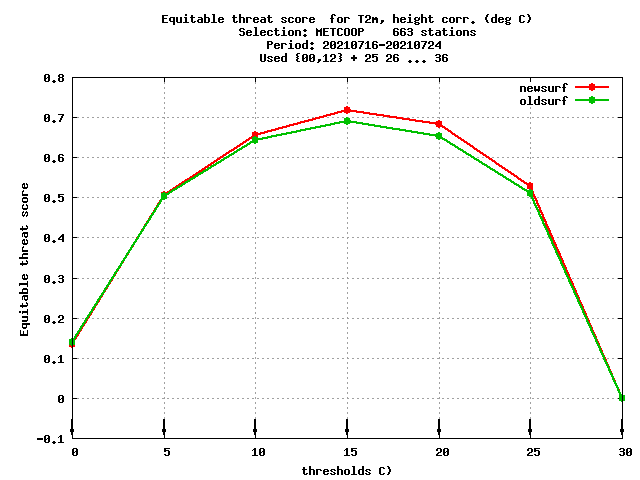 Equitable threat score  for T2m, height corr. (deg C)
Selection: METCOOP    663 stations
Period: 20210716-20210724
Used {00,12} + 25 26 ... 36
newsurf
oldsurf
0.8
0.7
0.6
0.5
0.4
0.3
0.2
0.1
0
-0.1
Equitable threat score
0 5 10 15 20 25 30
thresholds C)